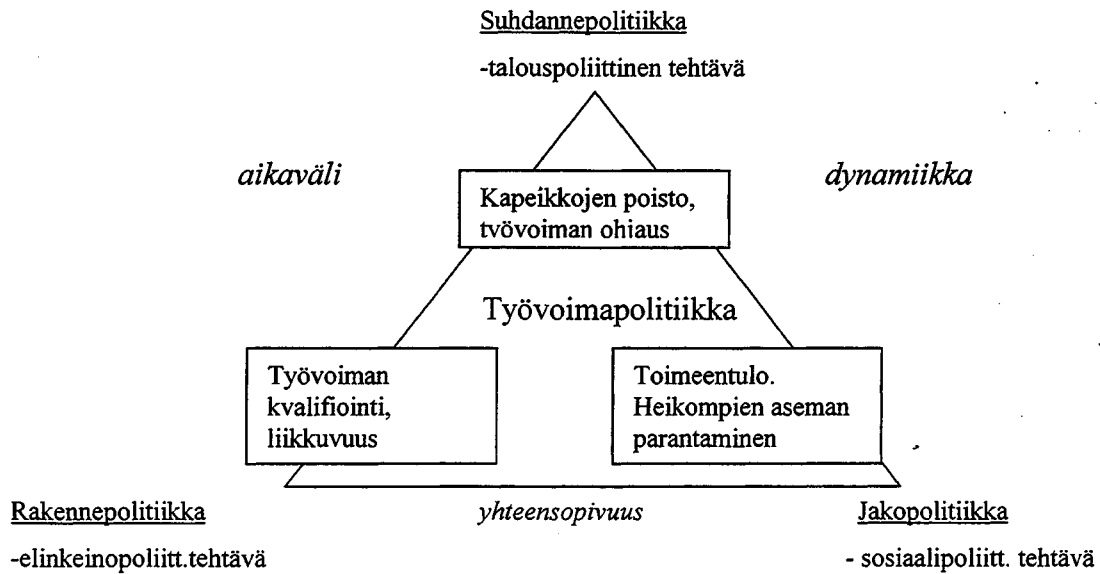 Suhdannepolitiikka
-talouspoliittinen tehtävä
aikaväli
dynamiikka
Kapeikkojen poisto,
työvoiman ohjaus
Työvoimapolitiikka
Työvoiman
kvalifiointi,
liikkuvuus
Toimeentulo.
Heikompien aseman
parantaminen
Rakennepolitiikka
yhteensopivuus
Jakopolitiikka
-elinkeinopoliitt.tehtävä
- sosiaalipoliitt. tehtävä